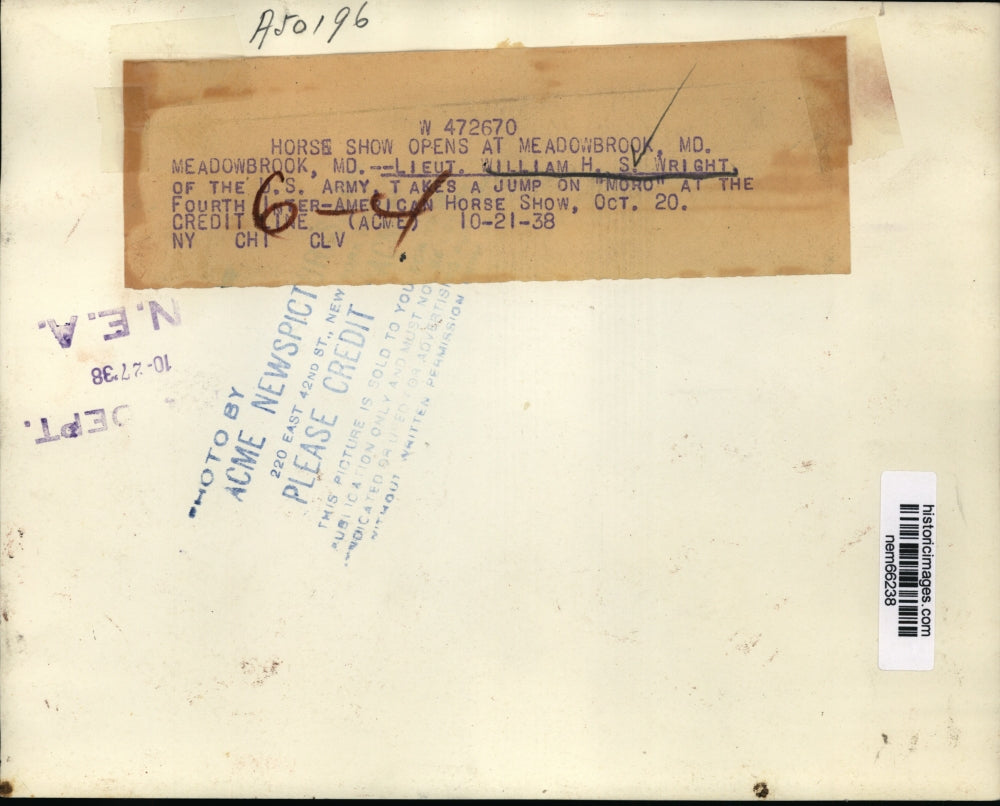 A50196
W 472670
HORSE SHOW OPENS AT MEADOWBROOK, MD.
MEADOWBROOK, MD.--LIEUT. WILLIAM H. S. WRIGHT,
OF THE U.S. ARMY, TAKES A JUMP ON "MORO" AT THE
FOURTH INTER-AMERICAN HORSE SHOW, OCT. 20.
CREDIT LINE (ACME) 10-21-38
NY CHI CLV
6-4
N.E.A.
10-27'38
DEPT.
PHOTO BY
ACME NEWSPICT
220 EAST 42ND ST., NEW
PLEASE CREDIT
THIS PICTURE IS SOLD TO YOU
PUBLICATION ONLY AND MUST NO
SYNDICATED OR USED FOR ADVERTISI
WITHOUT WRITTEN PERMISSION
historicimages.com
nem66238